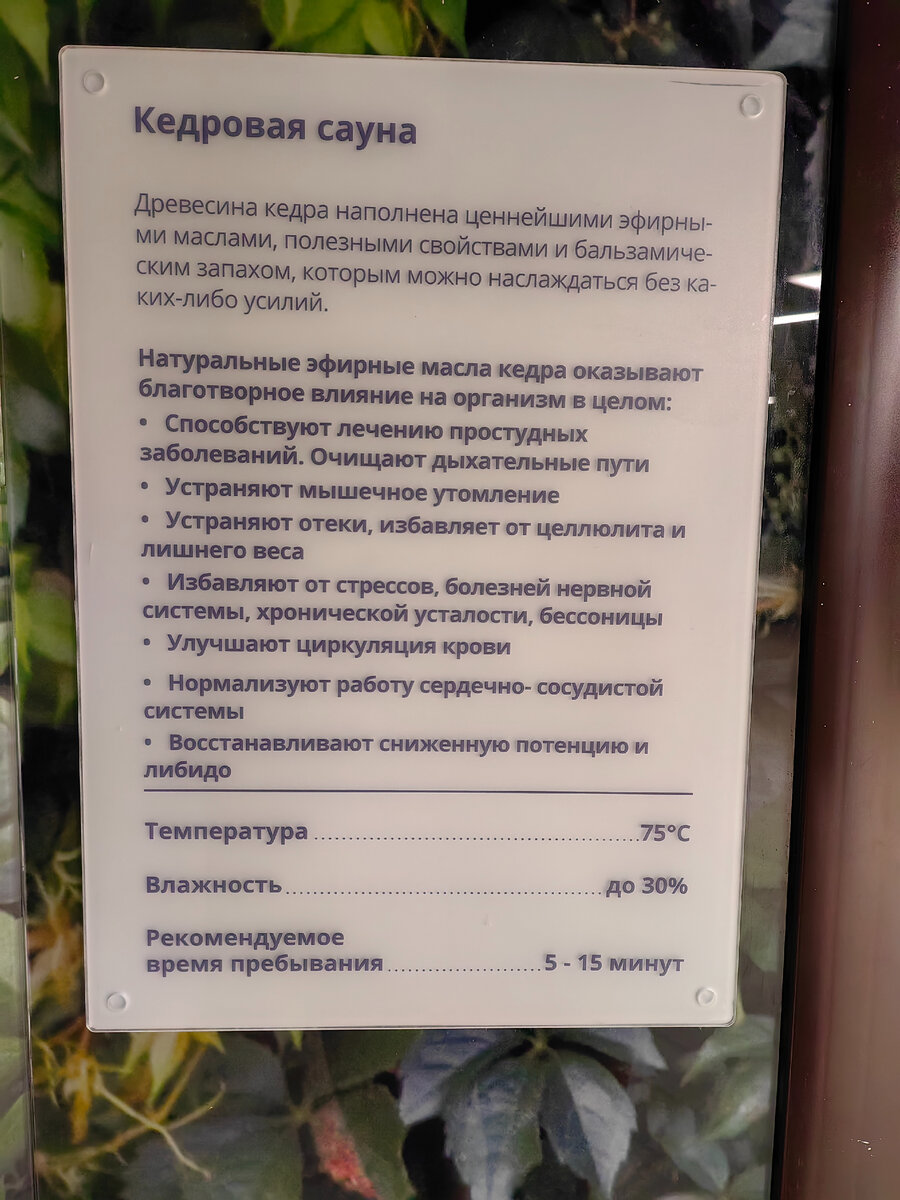 Кедровая сауна
Древесина кедра наполнена ценнейшими эфирны-
ми маслами, полезными свойствами и бальзамиче-
ским запахом, которым можно наслаждаться без ка-
ких-либо усилий.
Натуральные эфирные масла кедра оказывают
благотворное влияние на организм в целом:
• Способствуют лечению простудных
заболеваний. Очищают дыхательные пути
• Устраняют мышечное утомление
• Устраняют отеки, избавляет от целлюлита и
лишнего веса
• Избавляют от стрессов, болезней нервной
системы, хронической усталости, бессоницы
• Улучшают циркуляция крови
• Нормализуют работу сердечно- сосудистой
системы
• Восстанавливают сниженную потенцию и
либидо
Температура ........................................ 75°C
Влажность ........................................ до 30%
Рекомендуемое
время пребывания ...................... 5 - 15 минут